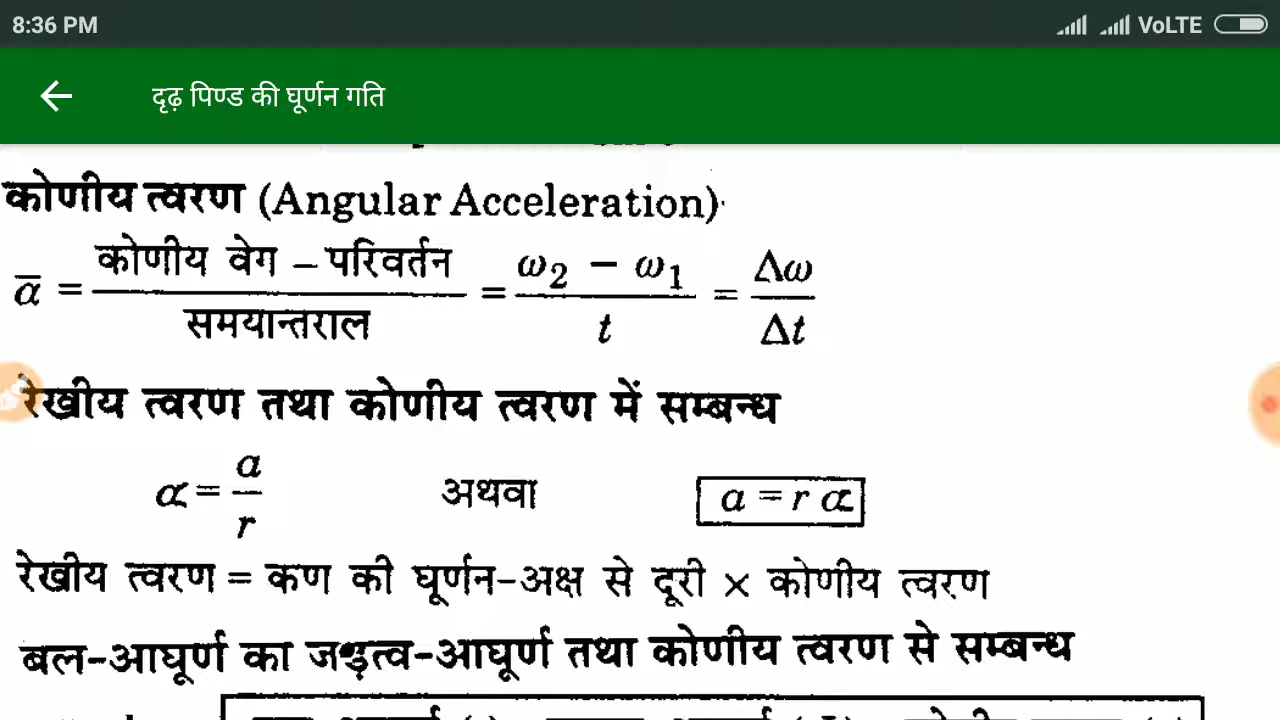 8:36 PM VoLTE
दृढ़ पिण्ड की घूर्णन गति
कोणीय त्वरण (Angular Acceleration)
ᾱ = कोणीय वेग – परिवर्तन / समयान्तराल = ω₂ − ω₁ / t = Δω / Δt
रेखीय त्वरण तथा कोणीय त्वरण में सम्बन्ध
α = a / r अथवा a = r α
रेखीय त्वरण = कण की घूर्णन-अक्ष से दूरी × कोणीय त्वरण
बल-आघूर्ण का जड़त्व-आघूर्ण तथा कोणीय त्वरण से सम्बन्ध